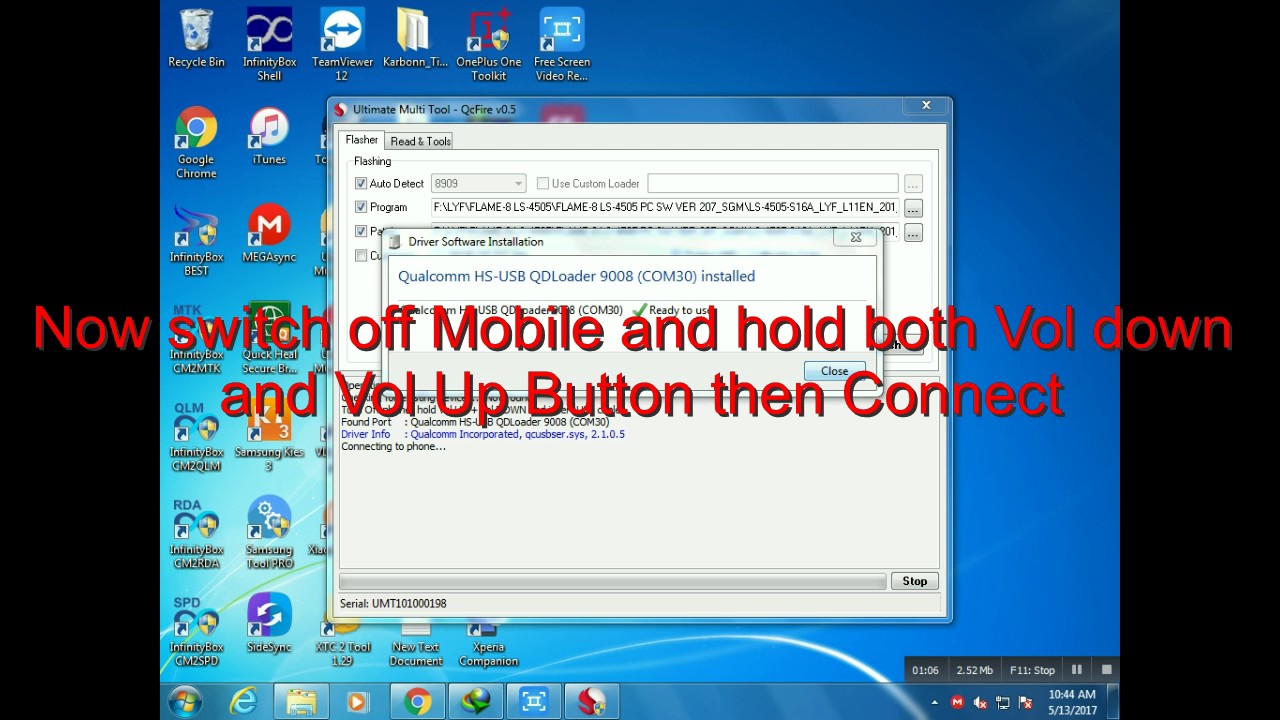 Recycle Bin
InfinityBox Shell
TeamViewer 12
Karbonn_Ti...
OnePlus One Toolkit
Free Screen Video Re...
Google Chrome
iTunes
InfinityBox BEST
MEGAsync
MTK
InfinityBox CM2MTK
Quick Heal Secure Br...
QLM
InfinityBox CM2QLM
Samsung Kies 3
RDA
InfinityBox CM2RDA
Samsung Tool PRO
SPD
InfinityBox CM2SPD
SideSync
XTC 2 Tool 1.29
New Text Document
Xperia Companion
Ultimate Multi Tool - QcFire v0.5
Flasher
Read & Tools
Flashing
Auto Detect
8909
Use Custom Loader
...
Program
F:\LYF\FLAME-8 LS-4505\FLAME-8 LS-4505 PC SW VER 207_SGM\LS-4505-S16A_LYF_L11EN_201
...
...
Driver Software Installation
Qualcomm HS-USB QDLoader 9008 (COM30) installed
Qualcomm HS-USB QDLoader 9008 (COM30)
Ready to use
Close
Now switch off Mobile and hold both Vol down
and Vol Up Button then Connect
Found Port : Qualcomm HS-USB QDLoader 9008 (COM30)
Driver Info : Qualcomm Incorporated, qcusbser.sys, 2.1.0.5
Connecting to phone...
Stop
Serial: UMT101000198
01:06
2.52 Mb
F11: Stop
10:44 AM
5/13/2017